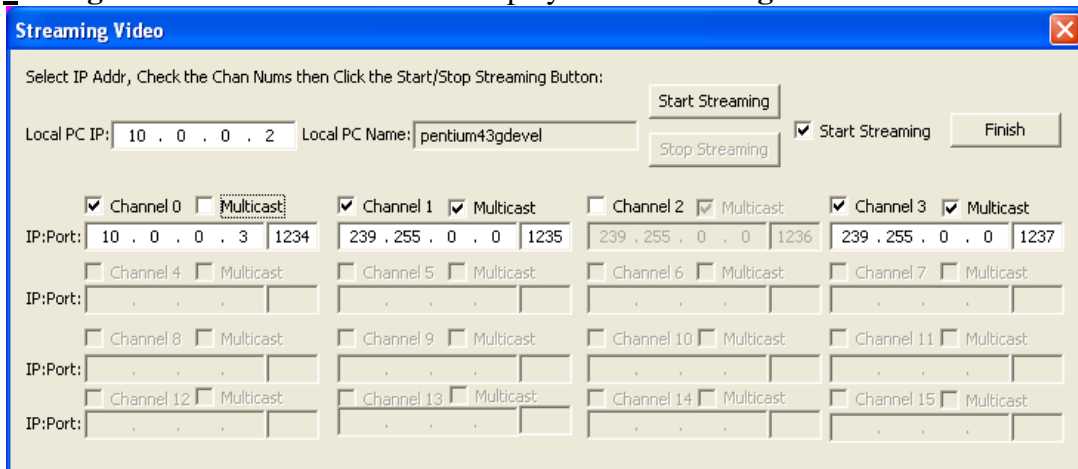 Streaming Video
Select IP Addr, Check the Chan Nums then Click the Start/Stop Streaming Button:
Start Streaming
Local PC IP: 10 . 0 . 0 . 2 Local PC Name: pentium43gdevel
Start Streaming Finish
Stop Streaming
Channel 0 Multicast Channel 1 Multicast Channel 2 Multicast Channel 3 Multicast
IP:Port: 10 . 0 . 0 . 3 1234 239 . 255 . 0 . 0 1235 239 . 255 . 0 . 0 1236 239 . 255 . 0 . 0 1237
Channel 4 Multicast Channel 5 Multicast Channel 6 Multicast Channel 7 Multicast
IP:Port: . . . . . . . . . . . .
Channel 8 Multicast Channel 9 Multicast Channel 10 Multicast Channel 11 Multicast
IP:Port: . . . . . . . . . . . .
Channel 12 Multicast Channel 13 Multicast Channel 14 Multicast Channel 15 Multicast
IP:Port: . . . . . . . . . . . .